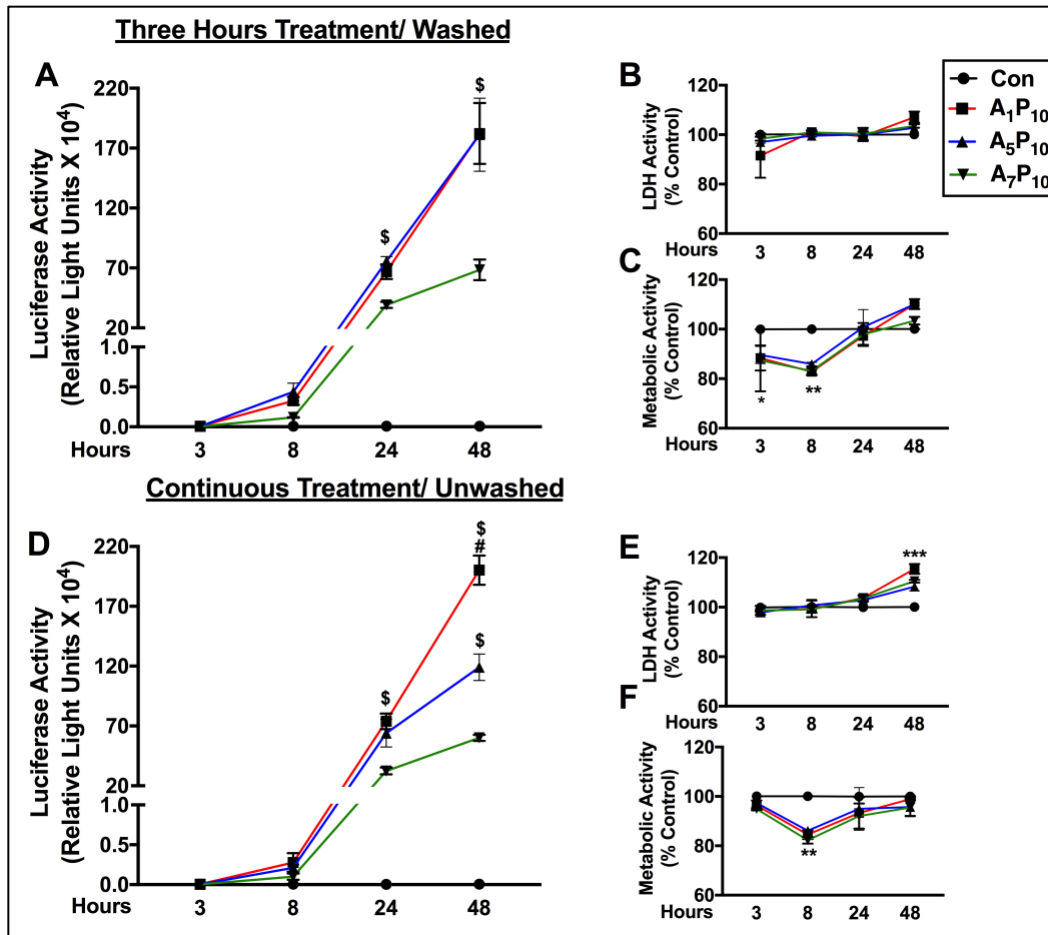 Three Hours Treatment/ Washed
A
Luciferase Activity
(Relative Light Units X 10⁴)
220
170
120
70
20
1.0
0.5
0.0
$
$
Hours 3 8 24 48
B
LDH Activity
(% Control)
120
100
80
60
Hours 3 8 24 48
Con
A₁P₁₀
A₅P₁₀
A₇P₁₀
C
Metabolic Activity
(% Control)
120
100
80
60
*
**
Hours 3 8 24 48
Continuous Treatment/ Unwashed
D
Luciferase Activity
(Relative Light Units X 10⁴)
220
170
120
70
20
1.0
0.5
0.0
$
#
$
$
Hours 3 8 24 48
E
LDH Activity
(% Control)
120
100
80
60
***
Hours 3 8 24 48
F
Metabolic Activity
(% Control)
120
100
80
60
**
Hours 3 8 24 48